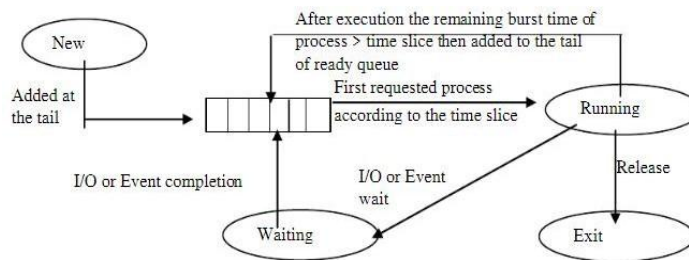 After execution the remaining burst time of
process > time slice then added to the tail
of ready queue
New
Added at
the tail
First requested process
according to the time slice
Running
I/O or Event completion
I/O or Event
wait
Release
Waiting
Exit